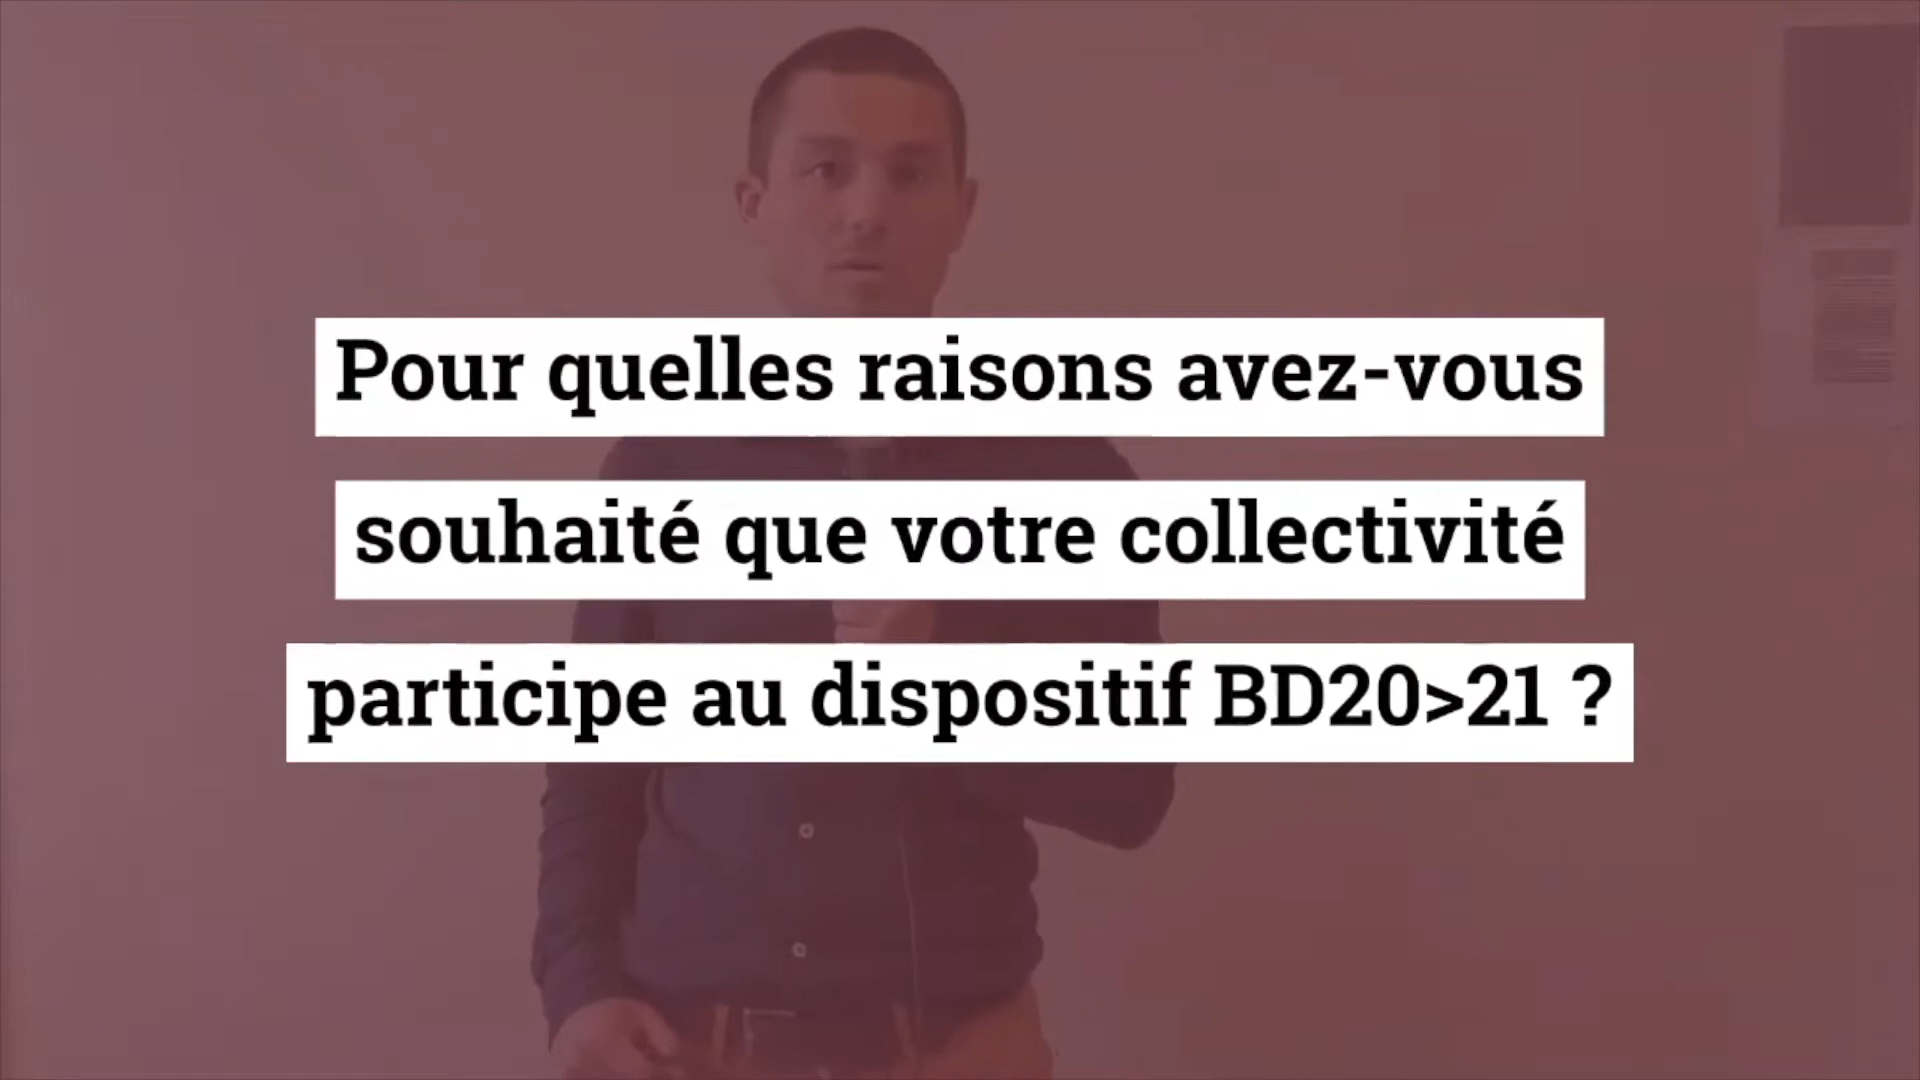 Pour quelles raisons avez-vous
souhaité que votre collectivité
participe au dispositif BD20>21 ?